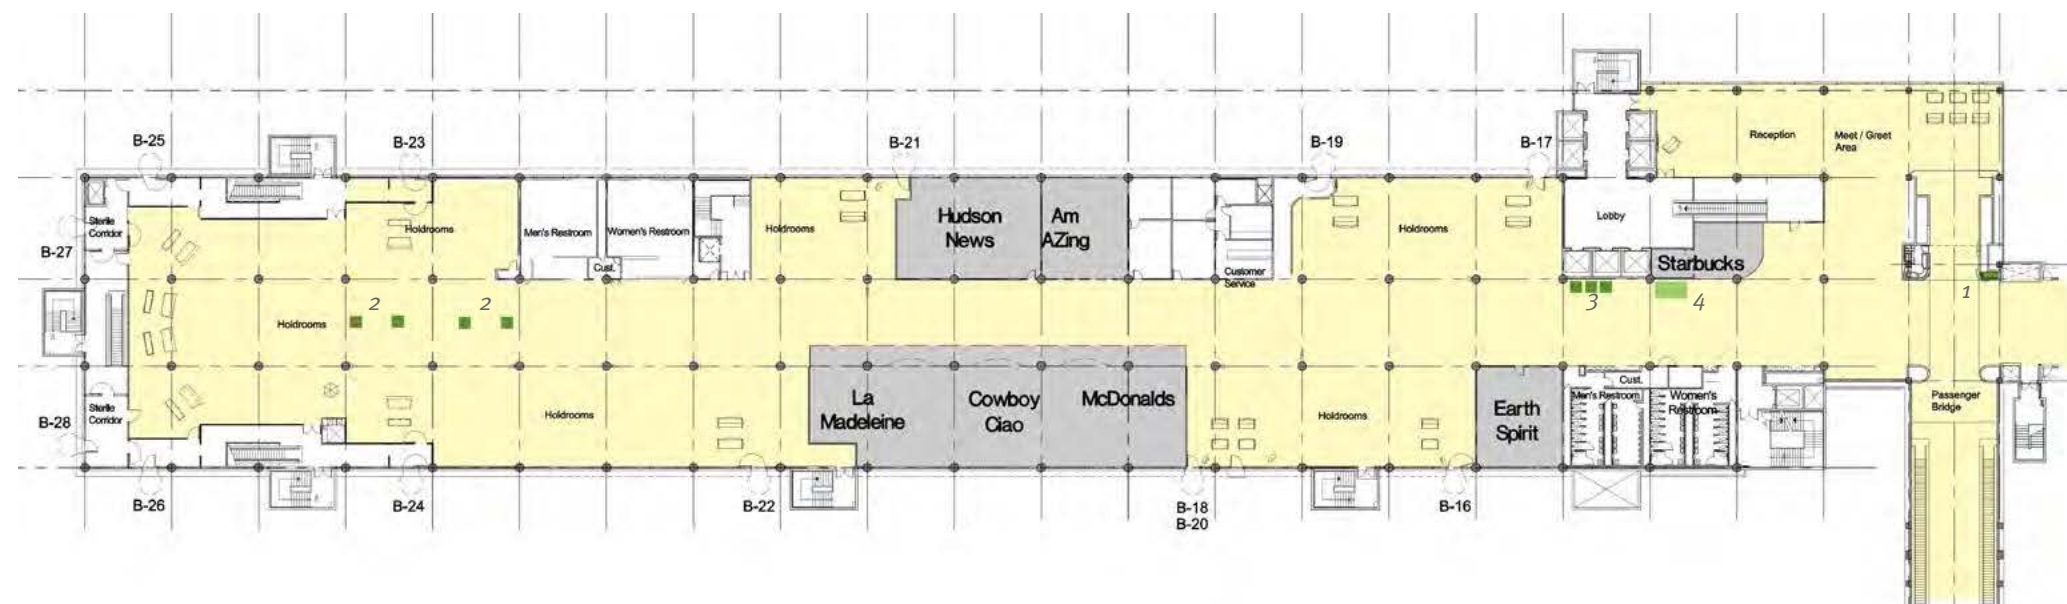 B-25
B-23
B-21
B-19
B-17
Reception
Meet / Greet
Area
Sterile
Corridor
Holdrooms
Men's Restroom
Women's Restroom
Cust.
Holdrooms
Hudson
News
Am
AZing
Customer
Service
Holdrooms
Lobby
Starbucks
B-27
Holdrooms
2
2
3
4
1
B-28
Sterile
Corridor
Holdrooms
La
Madeleine
Cowboy
Ciao
McDonalds
Holdrooms
Earth
Spirit
Cust.
Men's Restroom
Women's
Restroom
Passenger
Bridge
B-26
B-24
B-22
B-18
B-20
B-16